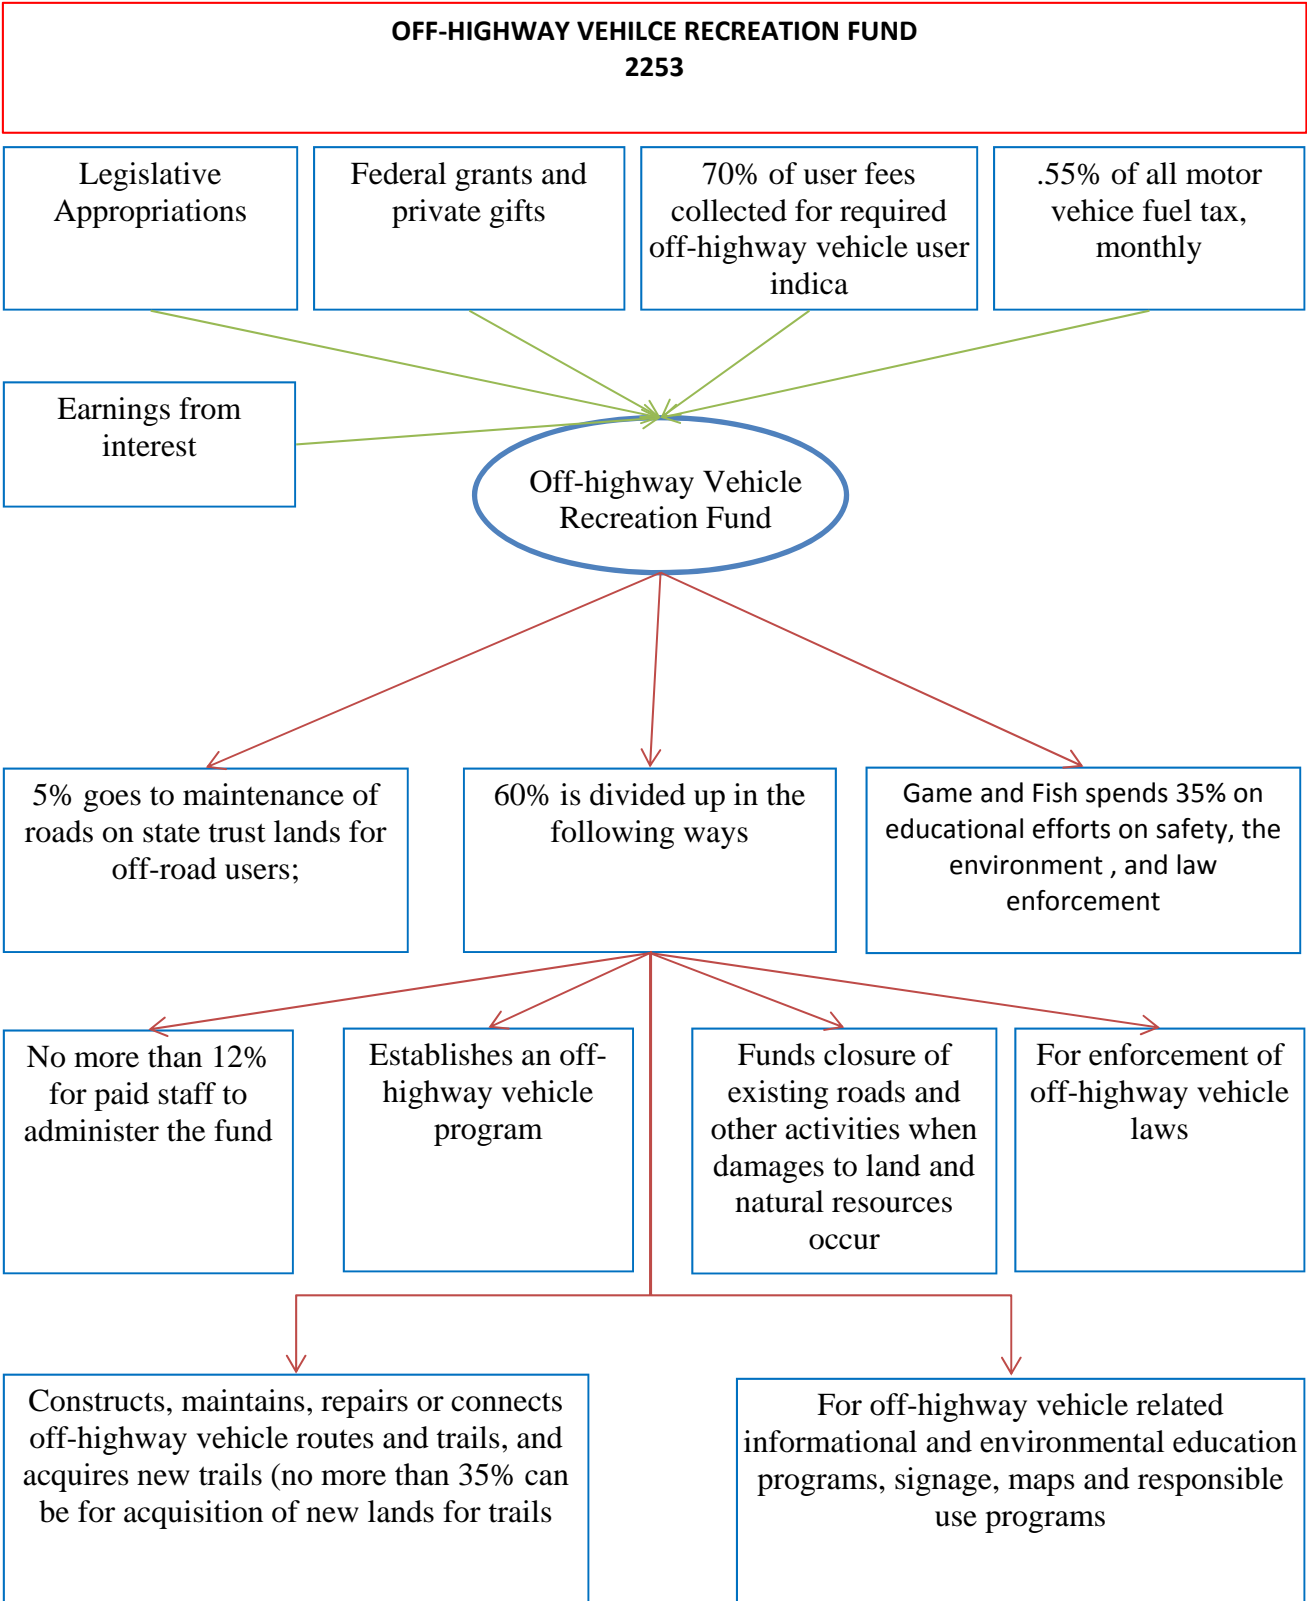 OFF-HIGHWAY VEHILCE RECREATION FUND
2253
Legislative
Appropriations
Federal grants and
private gifts
70% of user fees
collected for required
off-highway vehicle user
indica
.55% of all motor
vehice fuel tax,
monthly
Earnings from
interest
Off-highway Vehicle
Recreation Fund
5% goes to maintenance of
roads on state trust lands for
off-road users;
60% is divided up in the
following ways
Game and Fish spends 35% on
educational efforts on safety, the
environment , and law
enforcement
No more than 12%
for paid staff to
administer the fund
Establishes an off-
highway vehicle
program
Funds closure of
existing roads and
other activities when
damages to land and
natural resources
occur
For enforcement of
off-highway vehicle
laws
Constructs, maintains, repairs or connects
off-highway vehicle routes and trails, and
acquires new trails (no more than 35% can
be for acquisition of new lands for trails
For off-highway vehicle related
informational and environmental education
programs, signage, maps and responsible
use programs